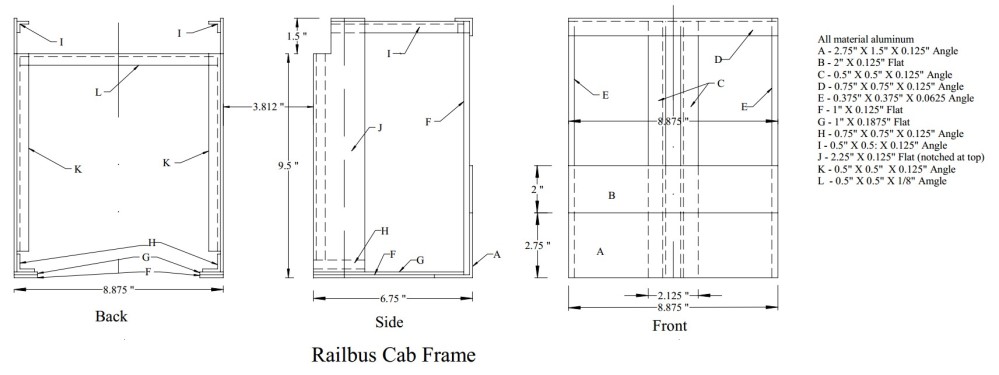 I
I
L
K
K
H
G
F
8.875 "
Back
1.5 "
3.812 "
9.5 "
I
F
J
H
F
G
A
6.75 "
Side
D
C
E
E
8.875 "
2 "
B
2.75 "
A
2.125 "
8.875 "
Front
Railbus Cab Frame
All material aluminum
A - 2.75" X 1.5" X 0.125" Angle
B - 2" X 0.125" Flat
C - 0.5" X 0.5" X 0.125" Angle
D - 0.75" X 0.75" X 0.125" Angle
E - 0.375" X 0.375" X 0.0625 Angle
F - 1" X 0.125" Flat
G - 1" X 0.1875" Flat
H - 0.75" X 0.75" X 0.125" Angle
I - 0.5" X 0.5: X 0.125" Angle
J - 2.25" X 0.125" Flat (notched at top)
K - 0.5" X 0.5" X 0.125" Angle
L - 0.5" X 0.5" X 1/8" Amgle